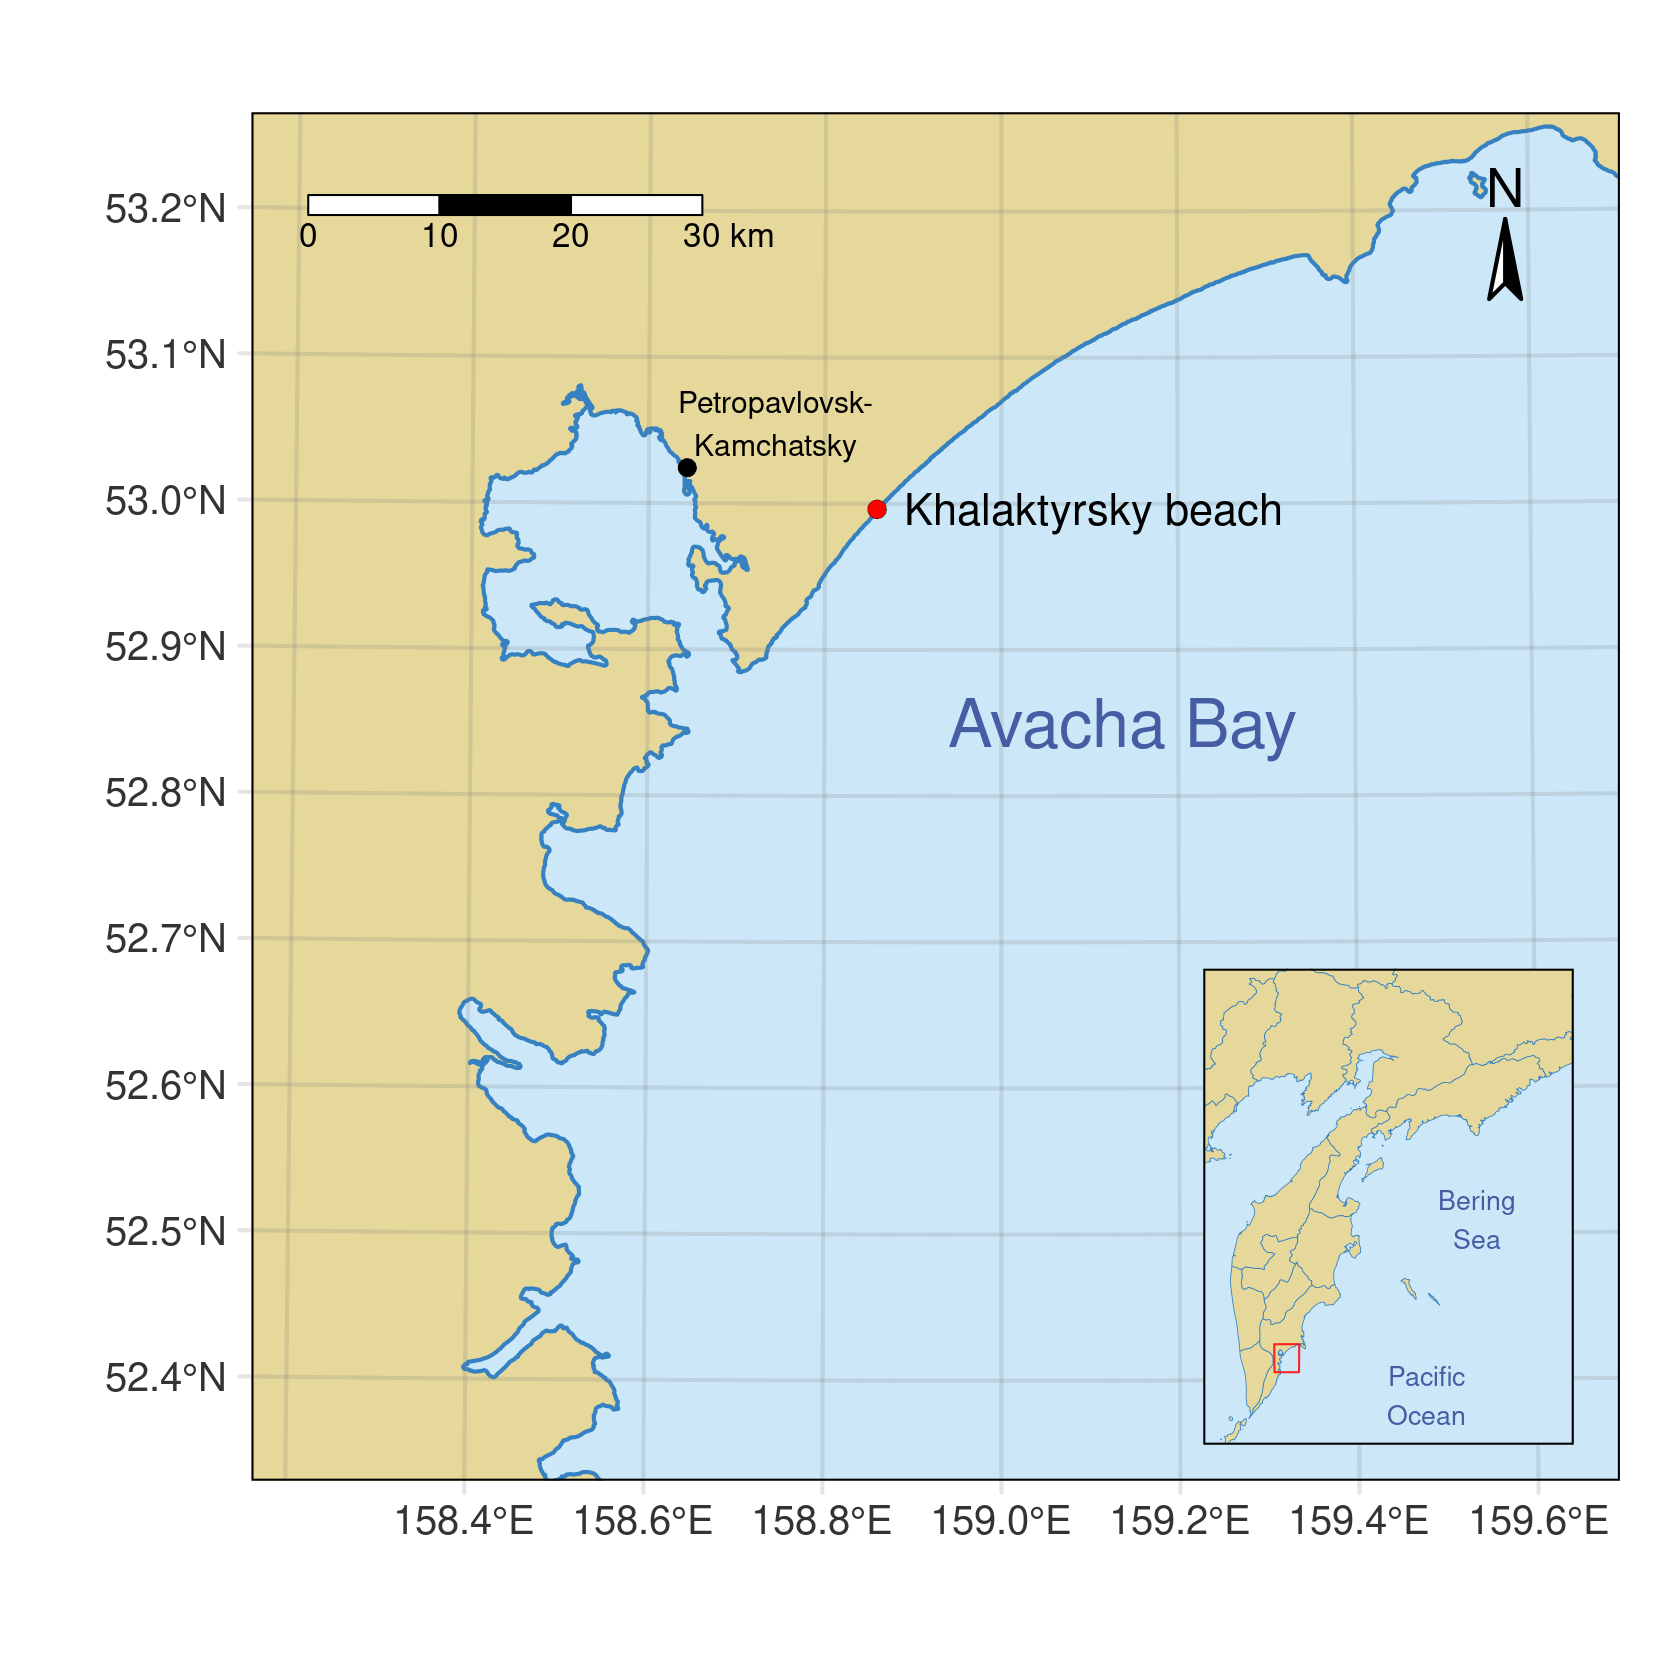 N
53.2°N
0 10 20 30 km
53.1°N
Petropavlovsk-
Kamchatsky
53.0°N
Khalaktyrsky beach
52.9°N
Avacha Bay
52.8°N
52.7°N
52.6°N
Bering
Sea
52.5°N
52.4°N
Pacific
Ocean
158.4°E 158.6°E 158.8°E 159.0°E 159.2°E 159.4°E 159.6°E